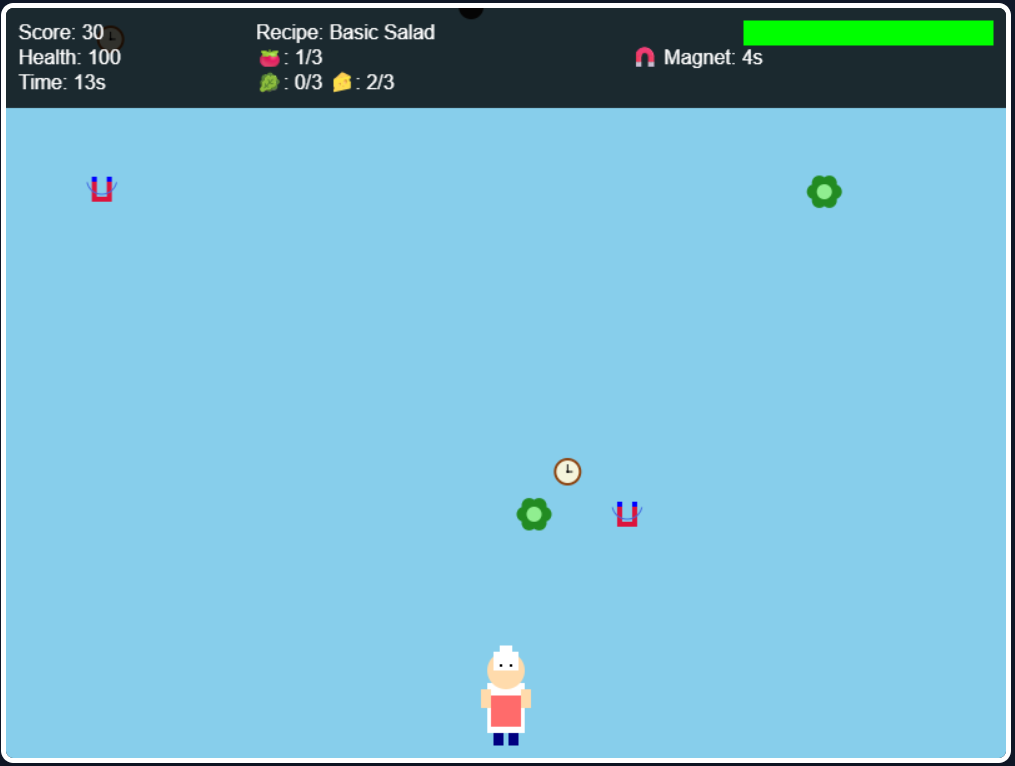 Score: 30
Health: 100
Time: 13s
Recipe: Basic Salad
: 1/3
: 0/3 : 2/3
Magnet: 4s